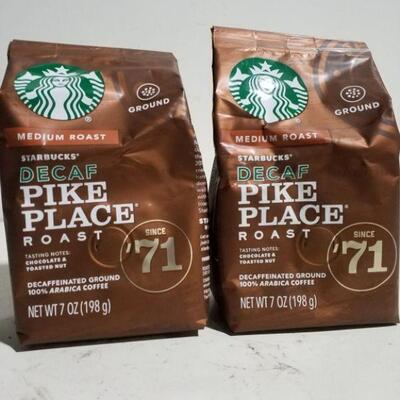 GROUND
MEDIUM ROAST
STARBUCKS®
DECAF
PIKE
PLACE®
ROAST
SINCE
'71
TASTING NOTES:
CHOCOLATE &
TOASTED NUT
DECAFFEINATED GROUND
100% ARABICA COFFEE
NET WT 7 OZ (198 g)
GROUND
MEDIUM ROAST
STARBUCKS®
DECAF
PIKE
PLACE®
ROAST
SINCE
'71
TASTING NOTES:
CHOCOLATE &
TOASTED NUT
DECAFFEINATED GROUND
100% ARABICA COFFEE
NET WT 7 OZ (198 g)